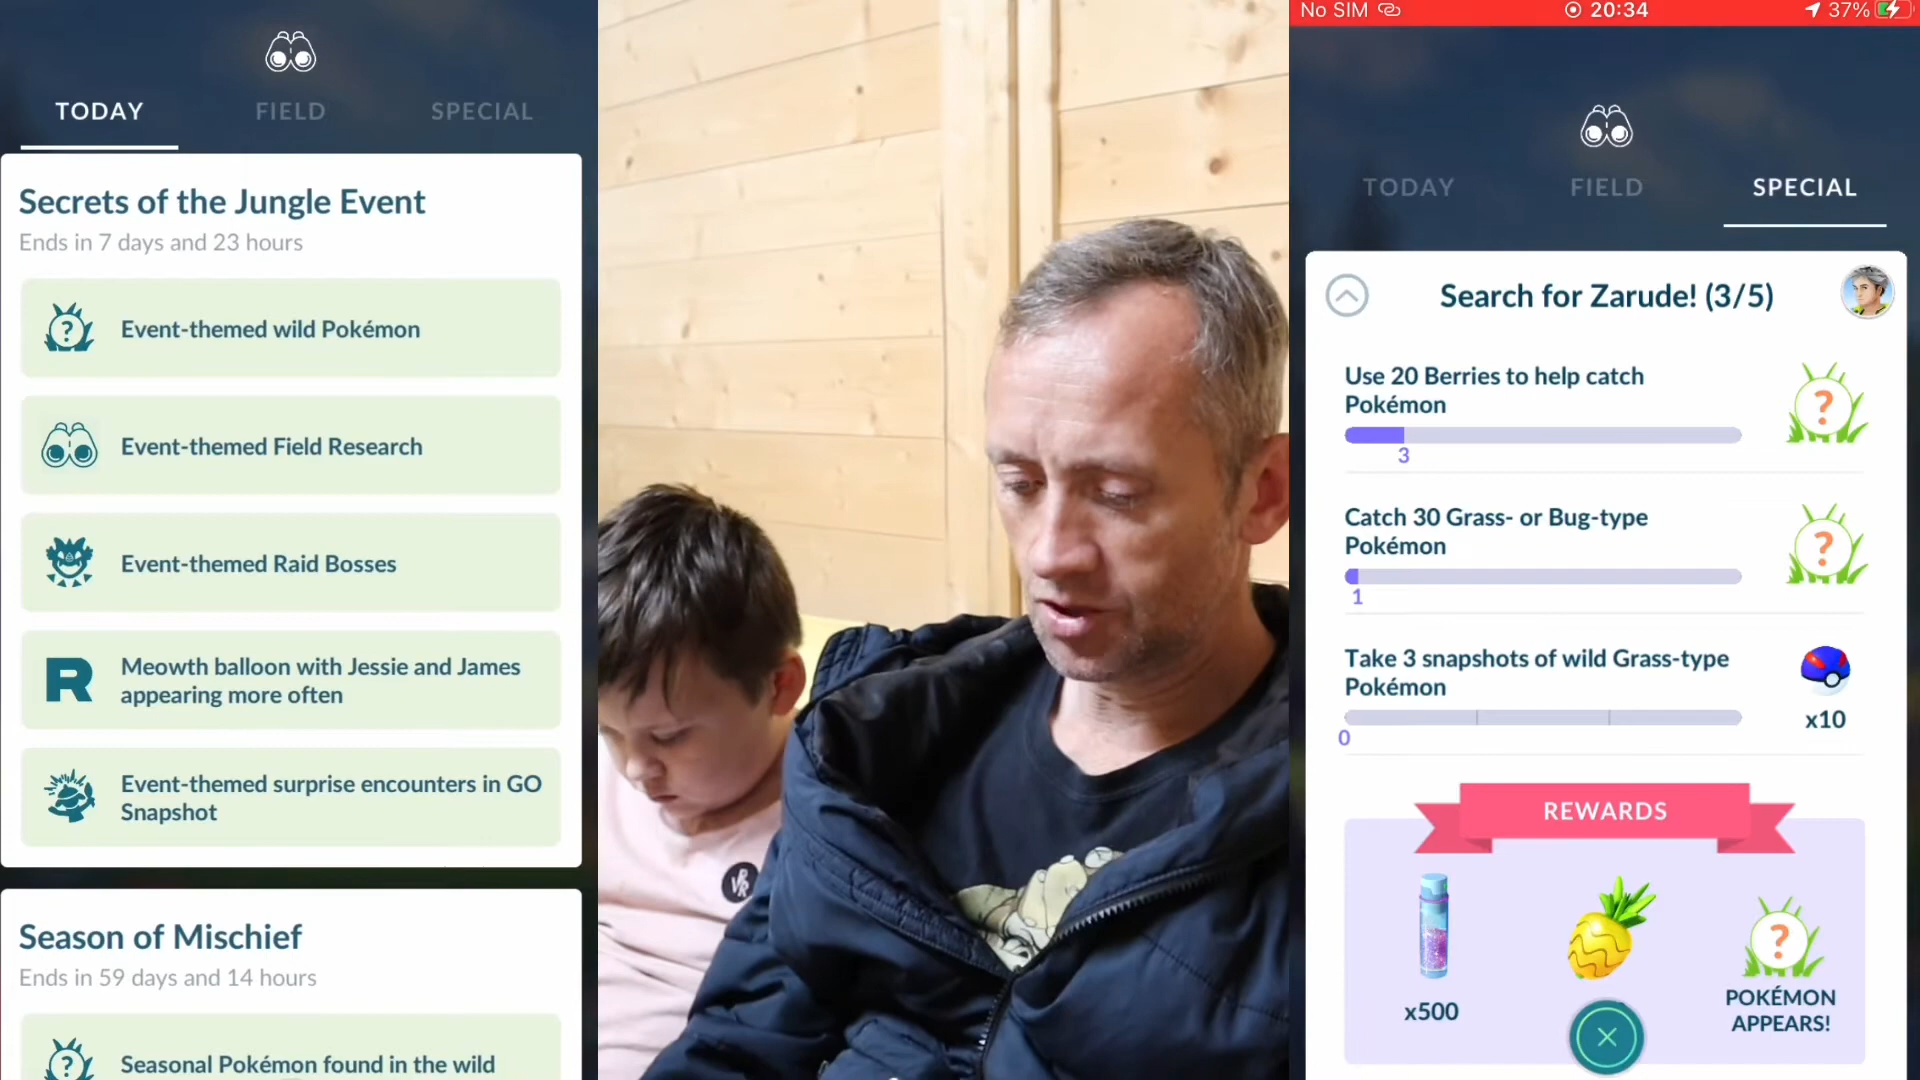 TODAY
FIELD
SPECIAL
Secrets of the Jungle Event
Ends in 7 days and 23 hours
Event-themed wild Pokémon
Event-themed Field Research
Event-themed Raid Bosses
R
Meowth balloon with Jessie and James
appearing more often
Event-themed surprise encounters in GO
Snapshot
Season of Mischief
Ends in 59 days and 14 hours
Seasonal Pokémon found in the wild
No SIM
20:34
37%
TODAY
FIELD
SPECIAL
Search for Zarude! (3/5)
Use 20 Berries to help catch
Pokémon
3
Catch 30 Grass- or Bug-type
Pokémon
1
Take 3 snapshots of wild Grass-type
Pokémon
0
x10
REWARDS
x500
POKÉMON
APPEARS!